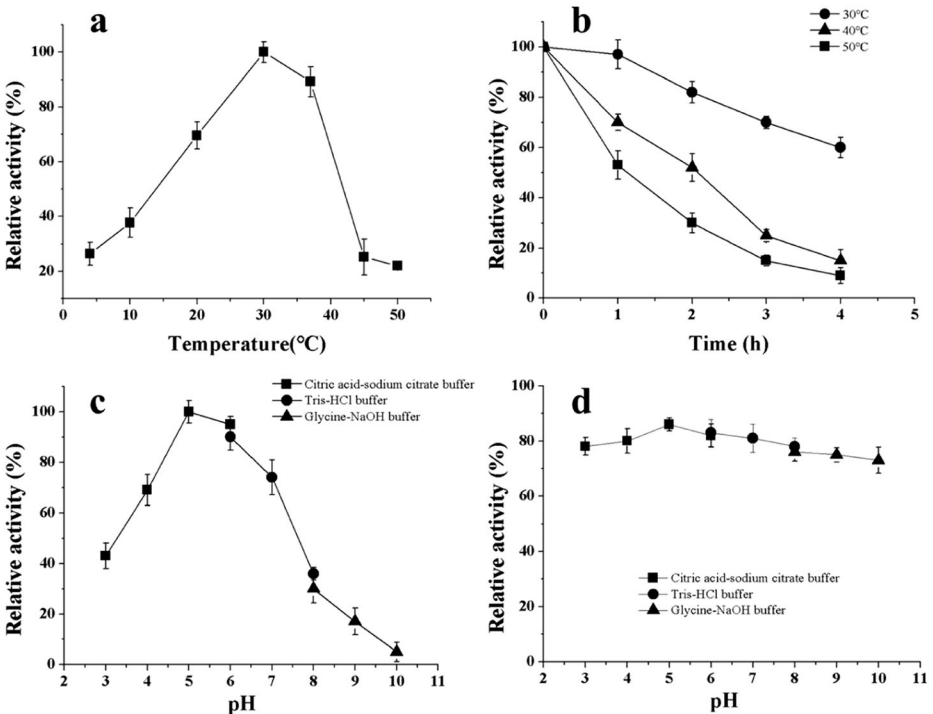 a
Relative activity (%)
100
80
60
40
20
0
10
20
30
40
50
Temperature(°C)
b
30°C
40°C
50°C
Relative activity (%)
100
80
60
40
20
0
0
1
2
3
4
5
Time (h)
c
Citric acid-sodium citrate buffer
Tris-HCl buffer
Glycine-NaOH buffer
Relative activity (%)
100
80
60
40
20
0
2
3
4
5
6
7
8
9
10
11
pH
d
Relative activity (%)
100
80
60
40
20
0
Citric acid-sodium citrate buffer
Tris-HCl buffer
Glycine-NaOH buffer
2
3
4
5
6
7
8
9
10
11
pH